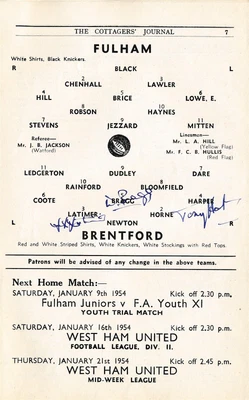 THE COTTAGERS' JOURNAL 7
FULHAM
White Shirts, Black Knickers.
R BLACK L
2 3
CHENHALL LAWLER
4 5 6
HILL BRICE LOWE, E.
8 10
ROBSON HAYNES
7 9 11
STEVENS JEZZARD MITTEN
Referee— Linesmen—
Mr. J. B. JACKSON Mr. L. A. HILL
(Watford) (Yellow Flag)
Mr. F. C. B. HULLIS
(Red Flag)
11 9 7
LEDGERTON DUDLEY DARE
10 8
RAINFORD BLOOMFIELD
6 5 4
COOTE BRAGG HARPER
3 2
LATIMER HORNE
L NEWTON R
BRENTFORD
Red and White Striped Shirts, White Knickers, White Stockings with Red Tops.
Patrons will be advised of any change in the above teams.
Next Home Match:—
SATURDAY, JANUARY 9th 1954 Kick off 2.30 p.m.
Fulham Juniors v F.A. Youth XI
YOUTH TRIAL MATCH
SATURDAY, JANUARY 16th 1954 Kick off 2.30 p.m.
WEST HAM UNITED
FOOTBALL LEAGUE, DIV. II.
THURSDAY, JANUARY 21st 1954 Kick off 2.45 p.m.
WEST HAM UNITED
MID-WEEK LEAGUE